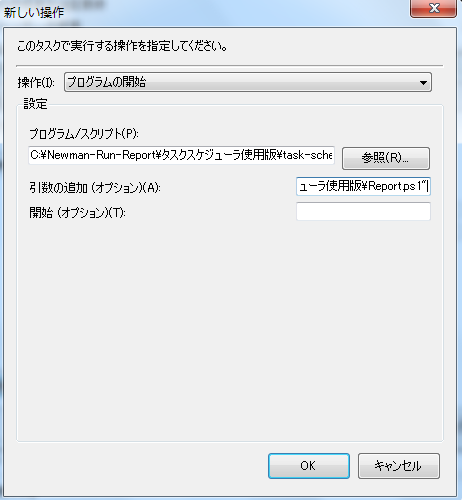 新しい操作
このタスクで実行する操作を指定してください。
操作(I): プログラムの開始
設定
プログラム/スクリプト(P):
C:¥Newman-Run-Report¥タスクスケジューラ使用版¥task-sche 参照(R)...
引数の追加 (オプション)(A): ューラ使用版¥Report.ps1"
開始 (オプション)(T):
OK キャンセル